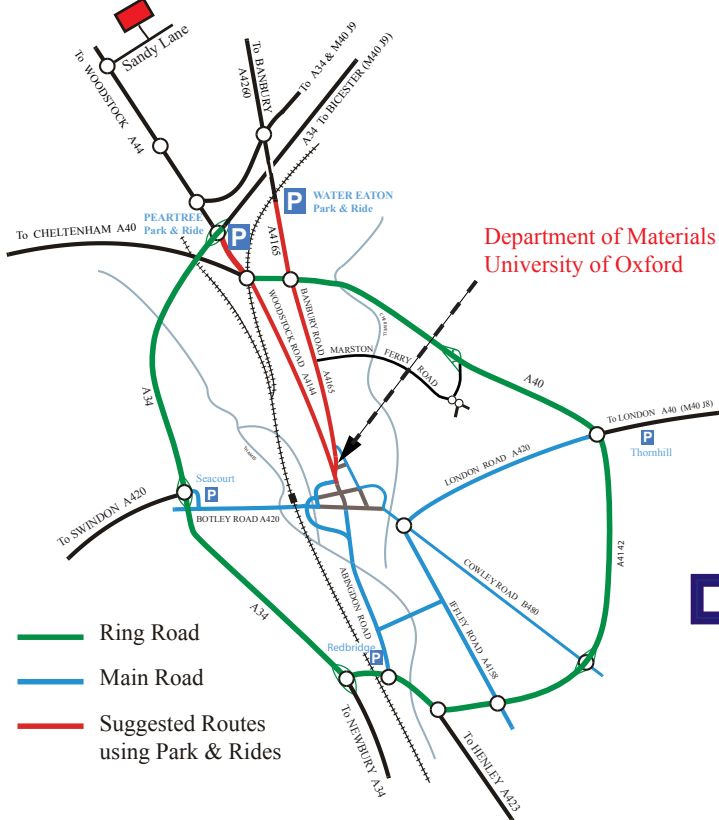 Sandy Lane
To WOODSTOCK A44
To BANBURY
A4260
To A34 & M40 J9
A34 To BICESTER (M40 J9)
P
WATER EATON
Park & Ride
PEARTREE
Park & Ride
P
To CHELTENHAM A40
A4165
Department of Materials
University of Oxford
WOODSTOCK ROAD A4144
BANBURY ROAD A4165
MARSTON FERRY ROAD
CHERWELL
A40
A34
To LONDON A40 (M40 J8)
P
Thornhill
LONDON ROAD A420
Seacourt
P
To SWINDON A420
BOTLEY ROAD A420
A4142
COWLEY ROAD B480
ABINGDON ROAD
IFFLEY ROAD A4158
A34
Redbridge
P
Ring Road
Main Road
Suggested Routes
using Park & Rides
To NEWBURY A34
To HENLEY A423